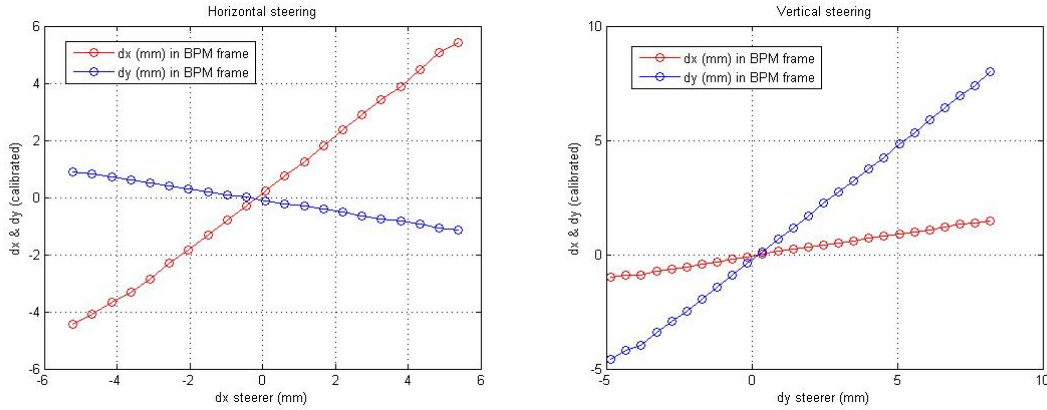 Horizontal steering
6
4
2
0
-2
-4
-6
dx & dy (calibrated)
dx (mm) in BPM frame
dy (mm) in BPM frame
-6
-4
-2
0
2
4
6
dx steerer (mm)
Vertical steering
10
5
0
-5
dx & dy (calibrated)
dx (mm) in BPM frame
dy (mm) in BPM frame
-5
0
5
10
dy steerer (mm)